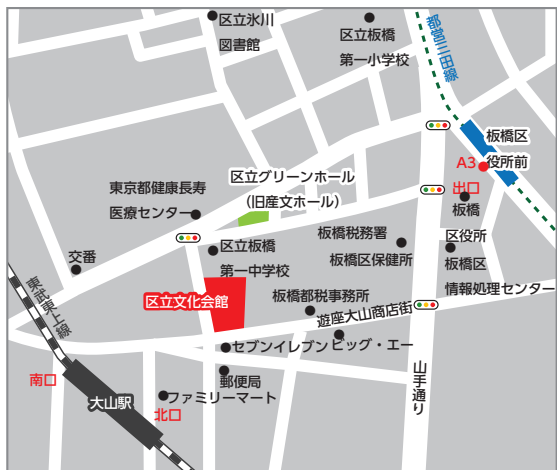 区立氷川
図書館
区立板橋
第一小学校
都営三田線
板橋区
役所前
A3
出口
板橋
区役所
区立グリーンホール
(旧産文ホール)
東京都健康長寿
医療センター
交番
区立板橋
第一中学校
板橋税務署
板橋区保健所
板橋区
情報処理センター
東武東上線
区立文化会館
板橋都税事務所
遊座大山商店街
セブンイレブン
ビッグ・エー
山手通り
郵便局
南口
大山駅
北口
ファミリーマート